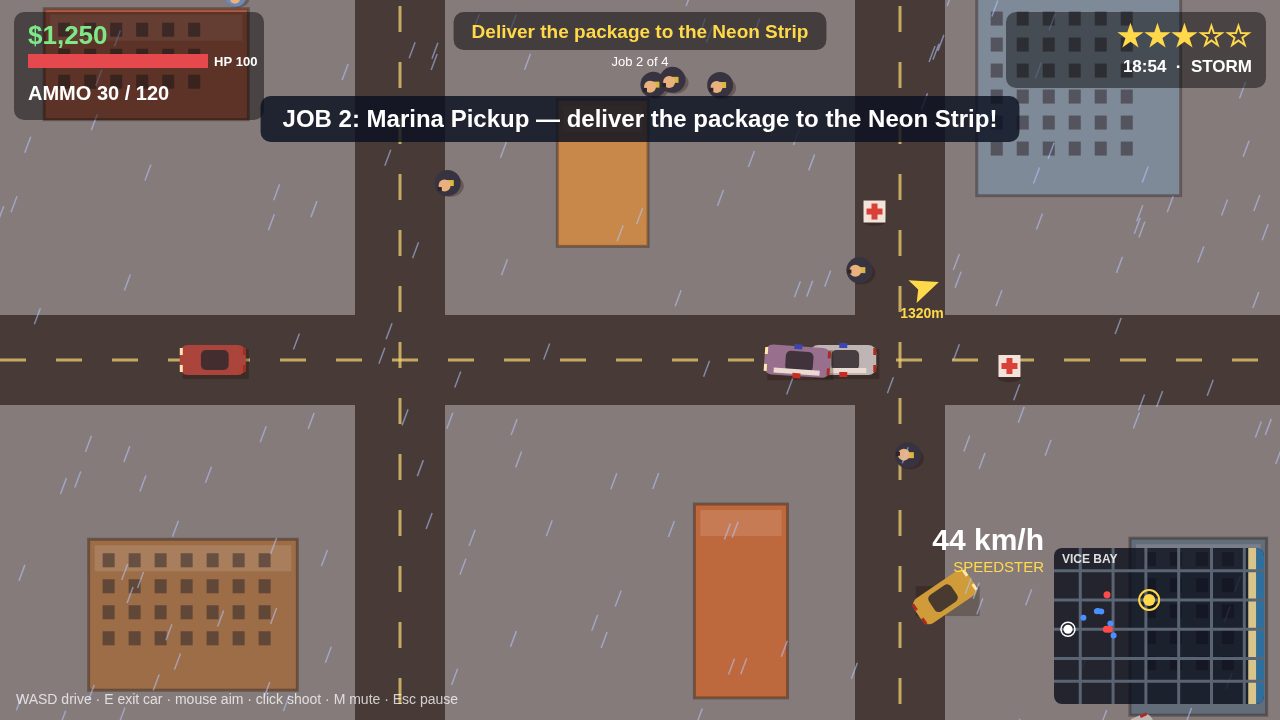 $1,250
HP 100
AMMO 30 / 120
Deliver the package to the Neon Strip
Job 2 of 4
★★★☆☆
18:54 · STORM
JOB 2: Marina Pickup — deliver the package to the Neon Strip!
1320m
44 km/h
SPEEDSTER
VICE BAY
WASD drive · E exit car · mouse aim · click shoot · M mute · Esc pause